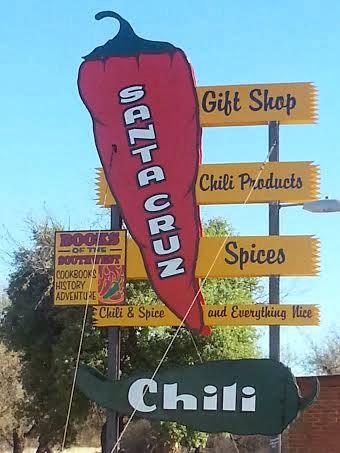 SANTA CRUZ
Gift Shop
Chili Products
Spices
BOOKS
OF THE
SOUTHWEST
COOKBOOKS
HISTORY
ADVENTURE
Chili & Spice and Everything Nice
Chili